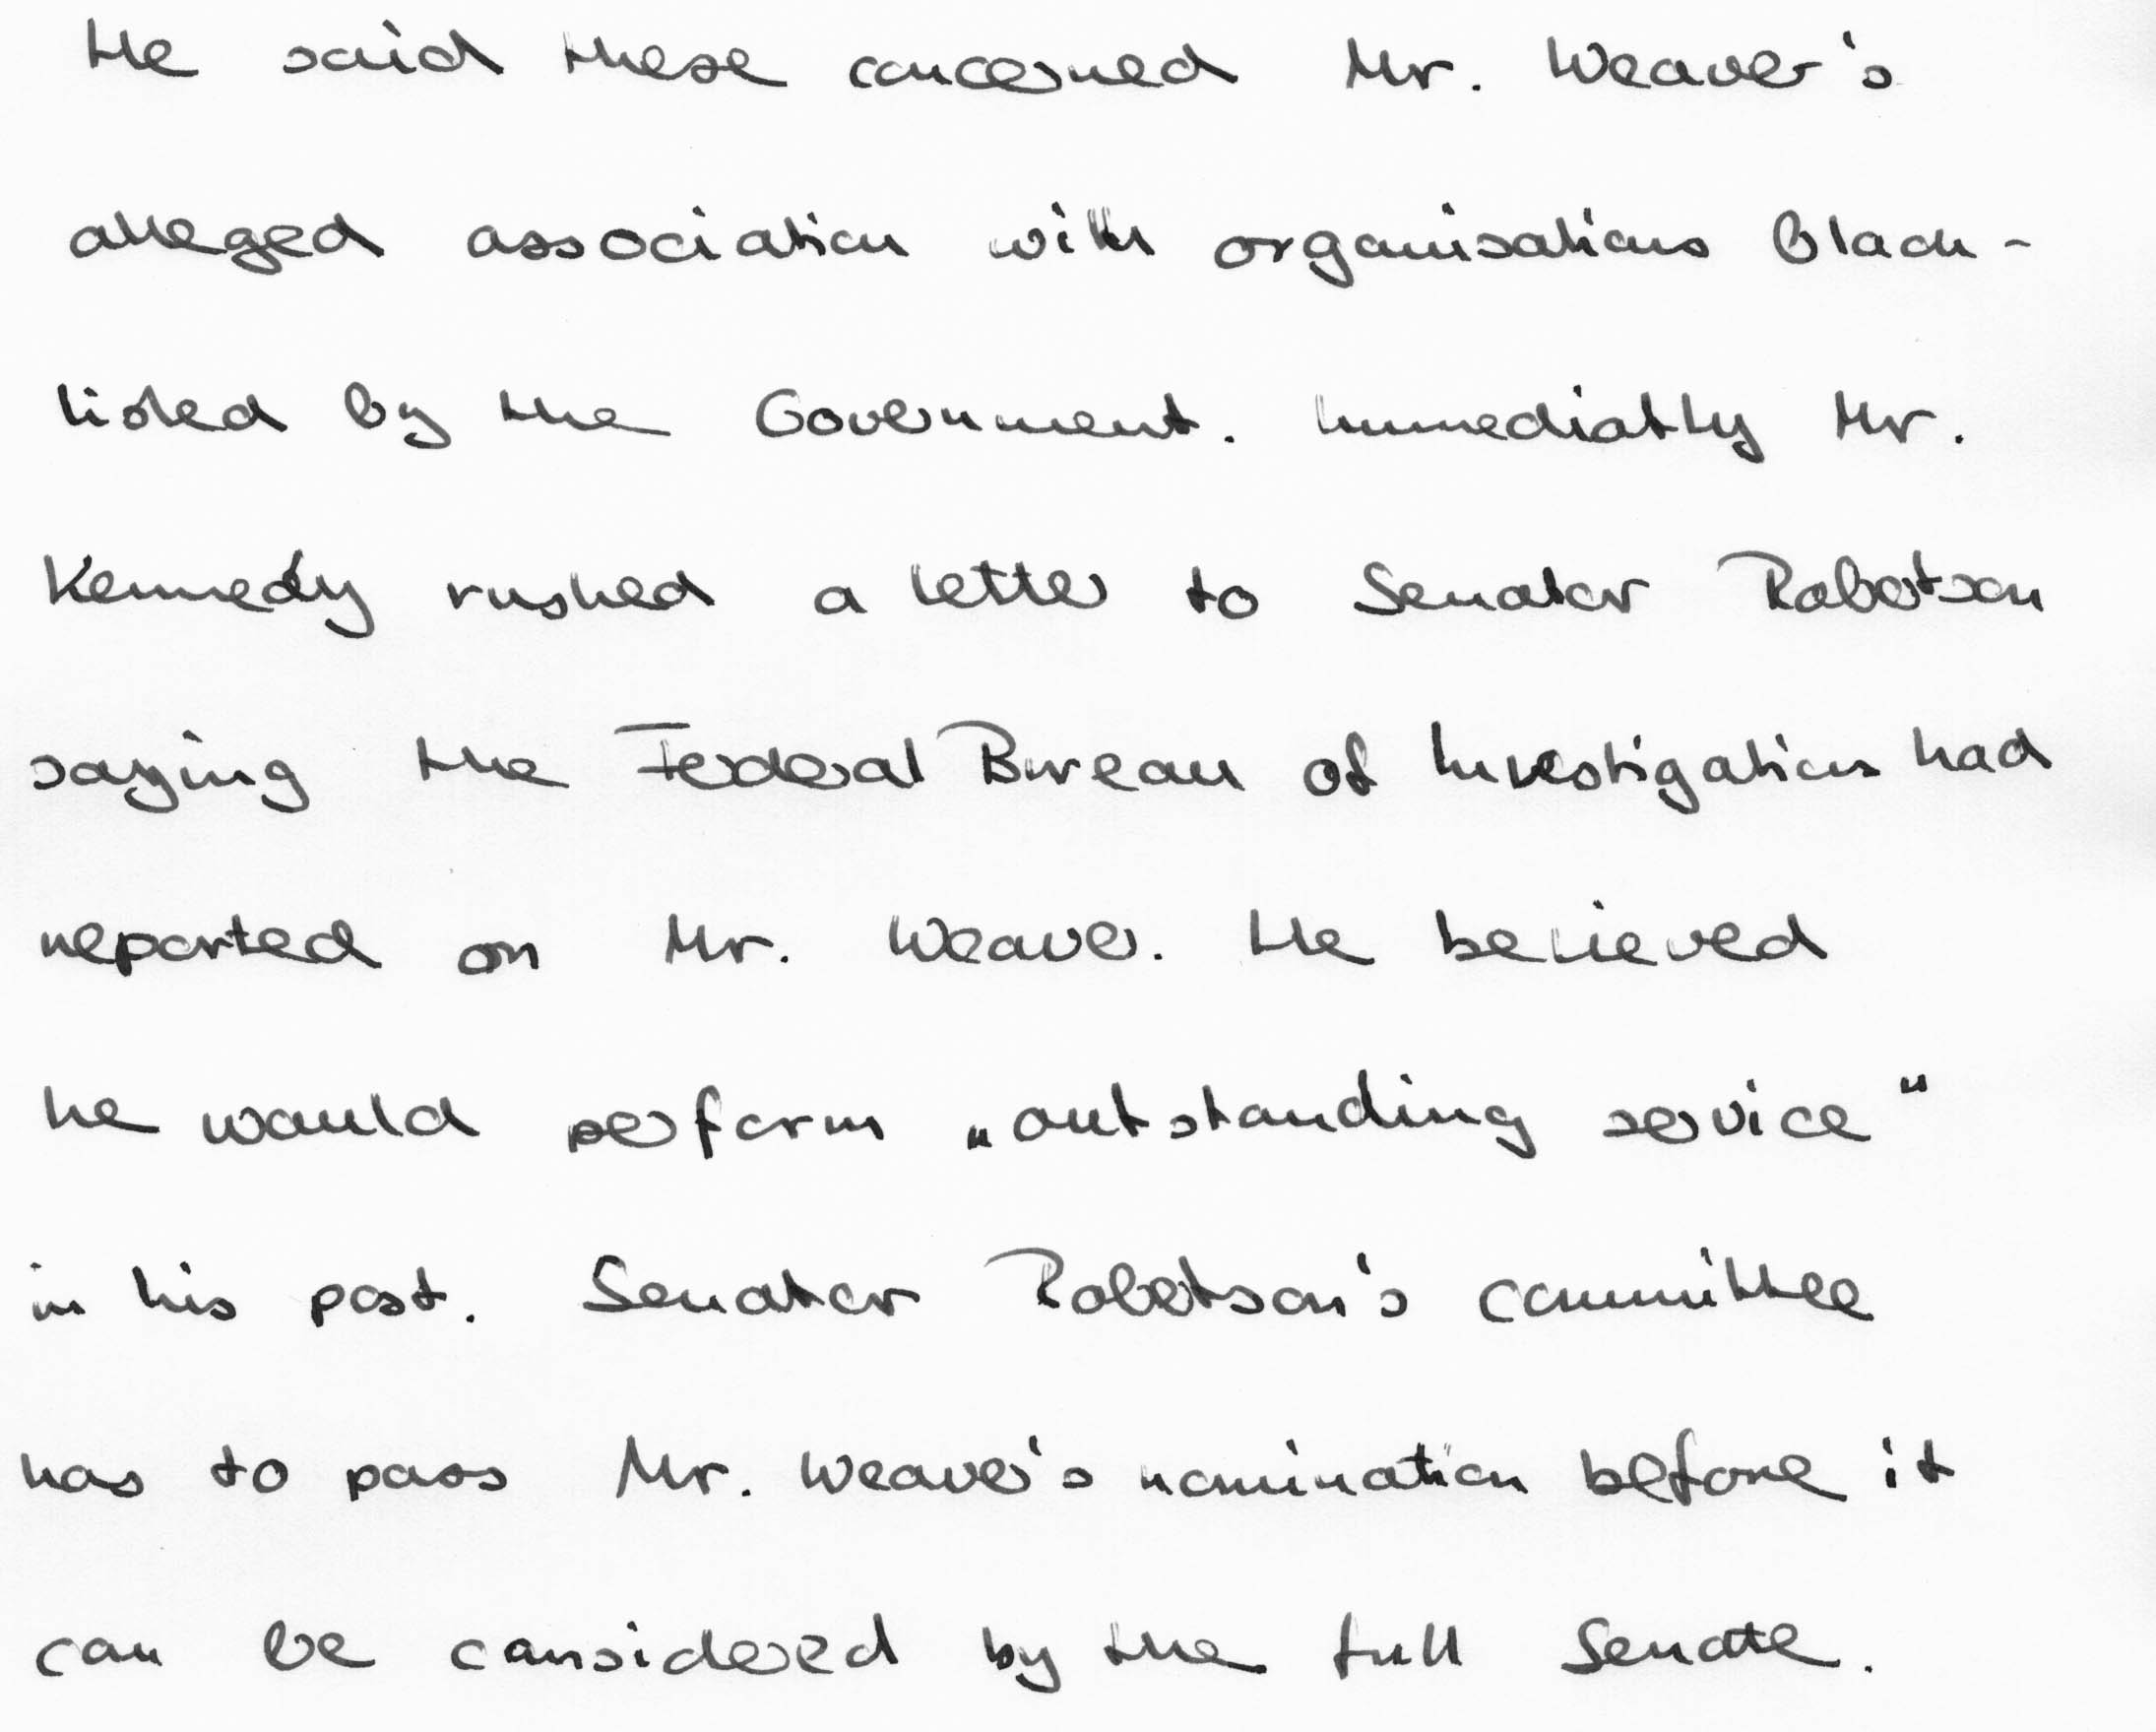 He said these concerned Mr. Weaver's
alleged association with organisations black-
listed by the Government. Immediatly Mr.
Kennedy rushed a letter to Senator Robertson
saying the Federal Bureau of Investigation had
reported on Mr. Weaver. He believed
he would perform „outstanding service"
in his post. Senator Robertson's committee
has to pass Mr. Weaver's nomination before it
can be considered by the full Senate.